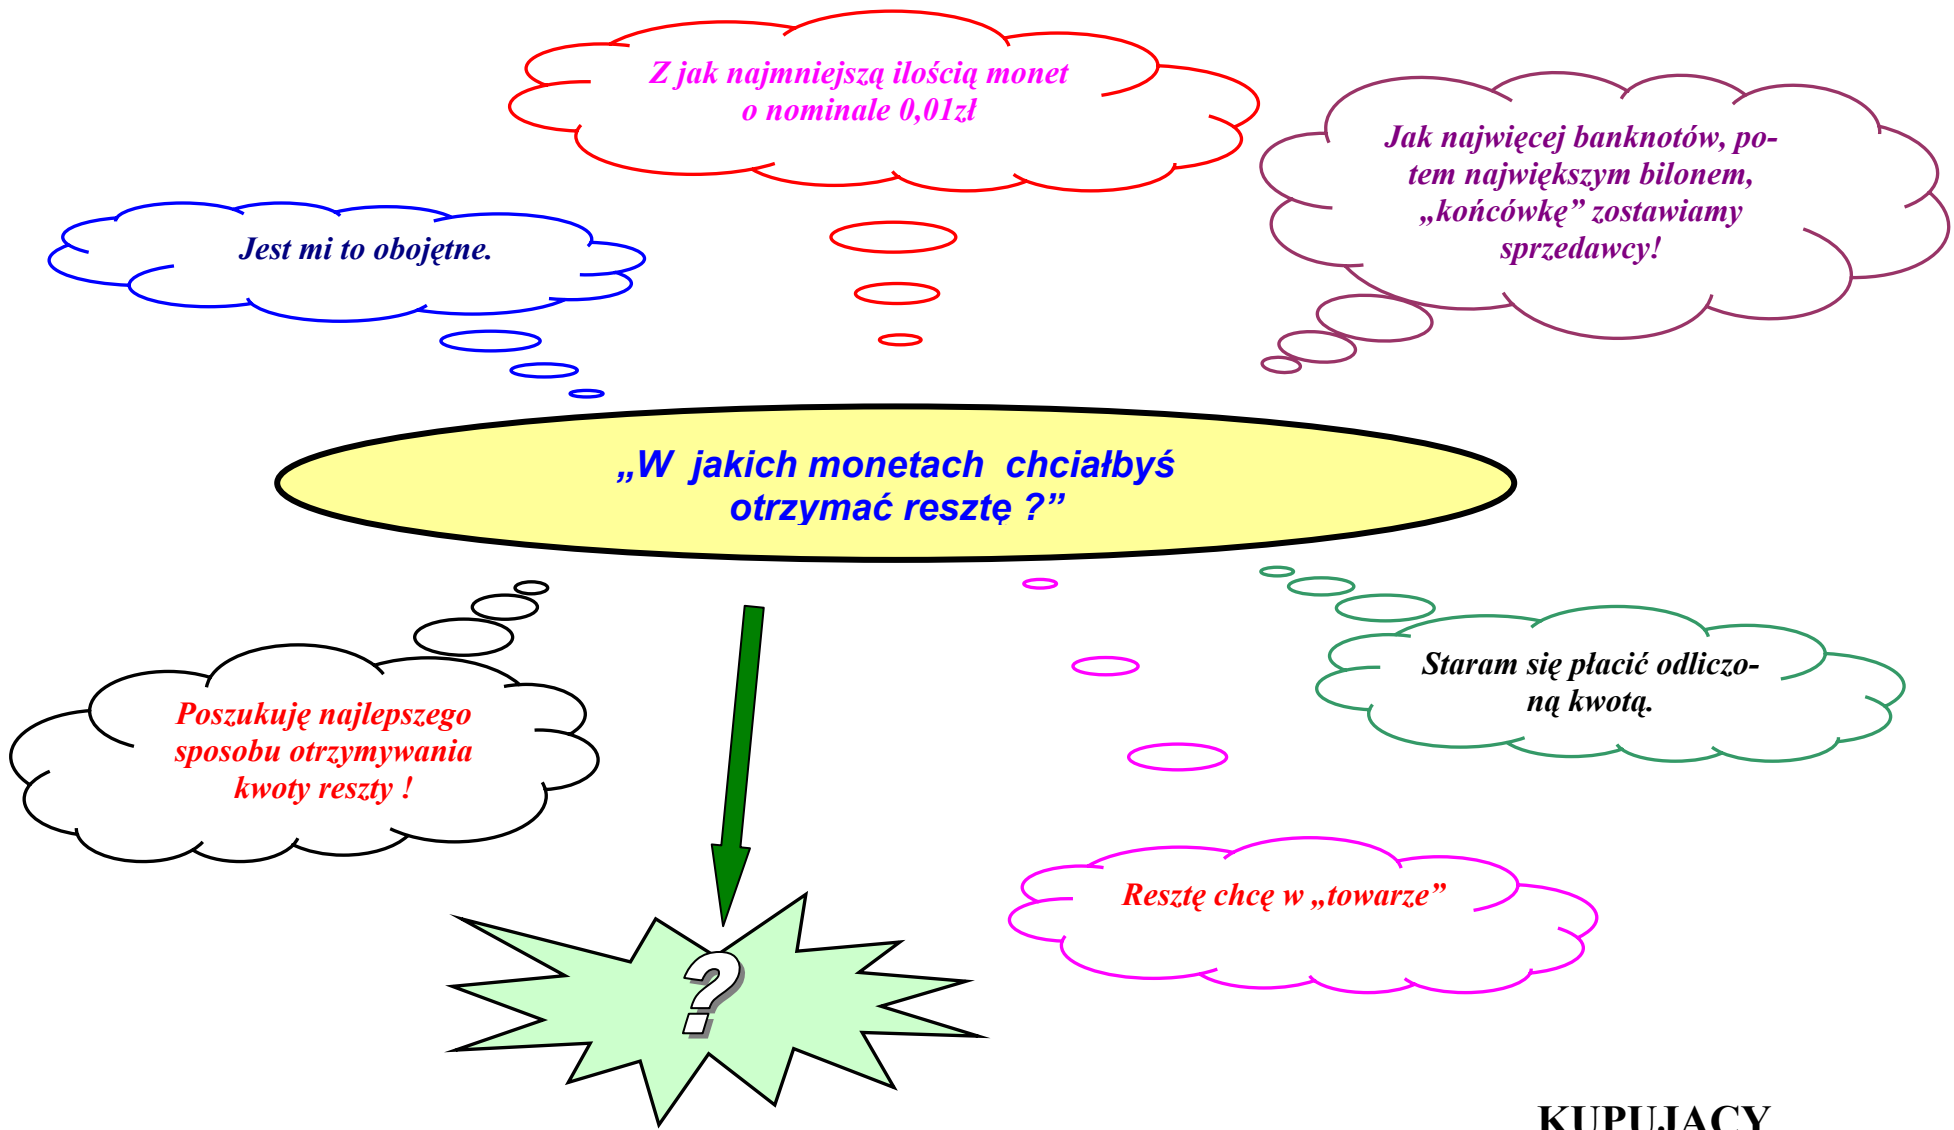 Z jak najmniejszą ilością monet
o nominale 0,01zł
Jak najwięcej banknotów, po-
tem największym bilonem,
„końcówkę” zostawiamy
sprzedawcy!
Jest mi to obojętne.
„W jakich monetach chciałbyś
otrzymać resztę ?”
Poszukuję najlepszego
sposobu otrzymywania
kwoty reszty !
Staram się płacić odliczo-
ną kwotą.
Resztę chcę w „towarze”
?
KUPUJĄCY